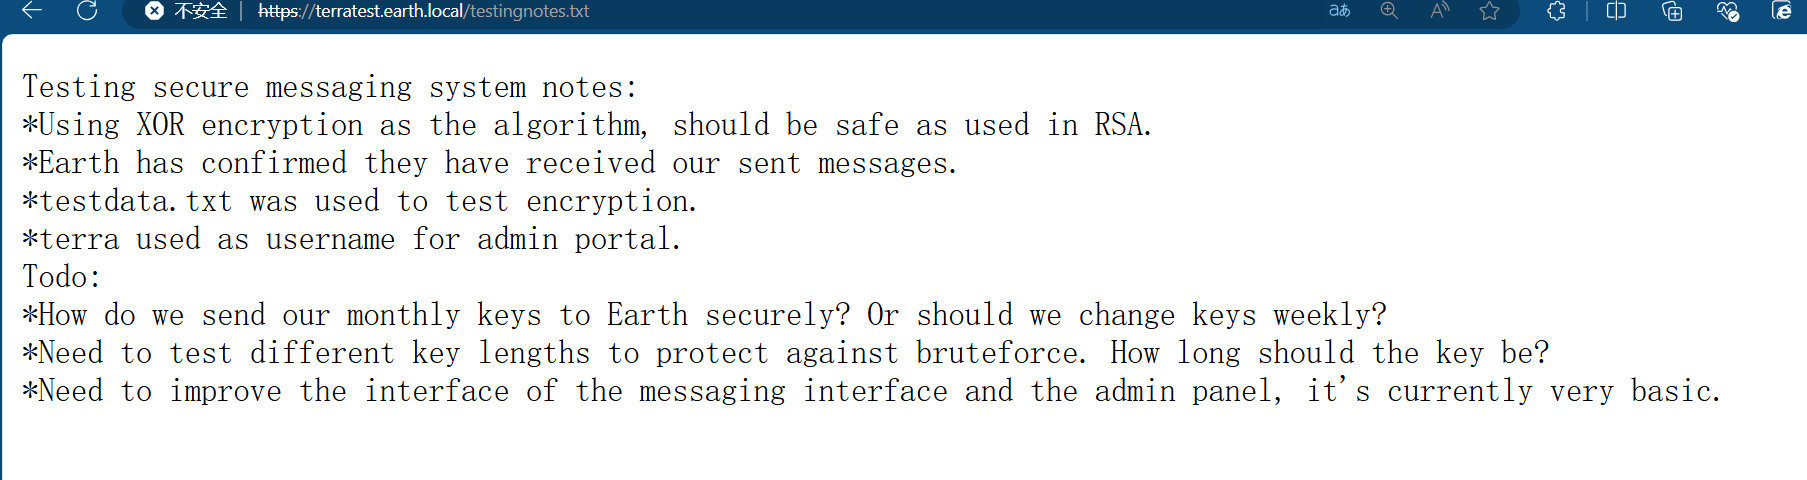 不安全 | https://terratest.earth.local/testingnotes.txt
Testing secure messaging system notes:
*Using XOR encryption as the algorithm, should be safe as used in RSA.
*Earth has confirmed they have received our sent messages.
*testdata.txt was used to test encryption.
*terra used as username for admin portal.
Todo:
*How do we send our monthly keys to Earth securely? Or should we change keys weekly?
*Need to test different key lengths to protect against bruteforce. How long should the key be?
*Need to improve the interface of the messaging interface and the admin panel, it's currently very basic.